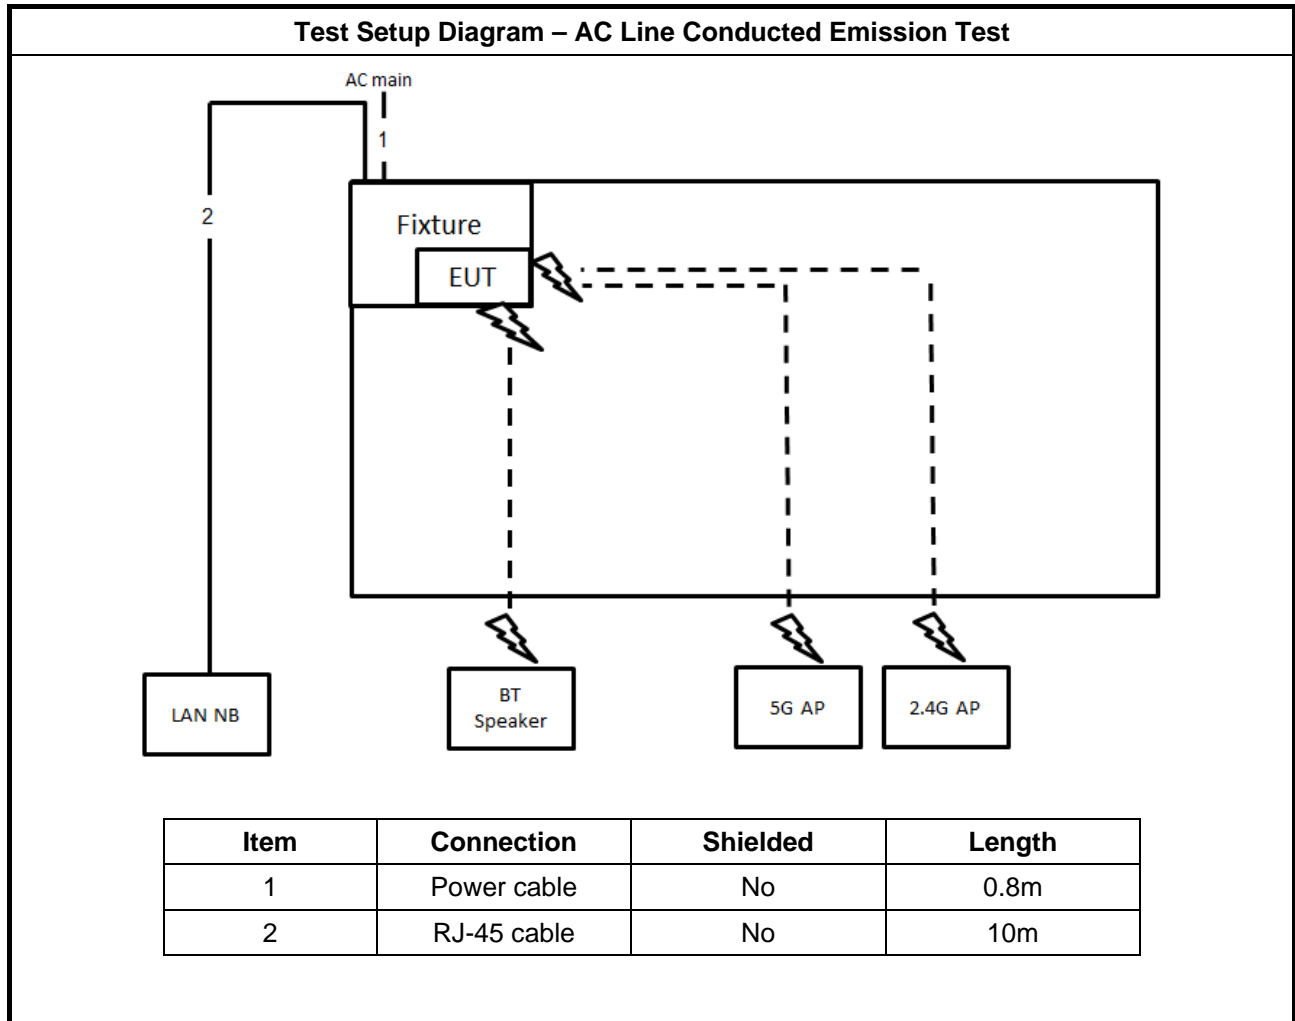 Test Setup Diagram – AC Line Conducted Emission Test
AC main
1
2
Fixture
EUT
LAN NB
BT
Speaker
5G AP
2.4G AP
Item Connection Shielded Length
1 Power cable No 0.8m
2 RJ-45 cable No 10m